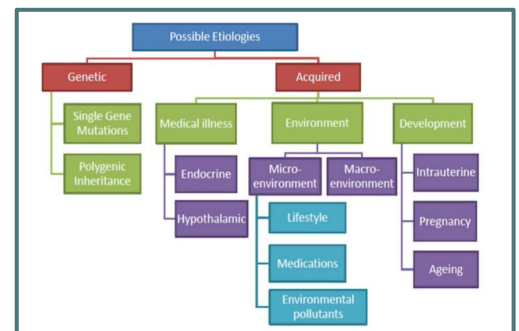 Possible Etiologies
Genetic
Acquired
Single Gene
Mutations
Polygenic
Inheritance
Medical illness
Environment
Development
Endocrine
Hypothalamic
Micro-
environment
Macro-
environment
Intrauterine
Pregnancy
Ageing
Lifestyle
Medications
Environmental
pollutants